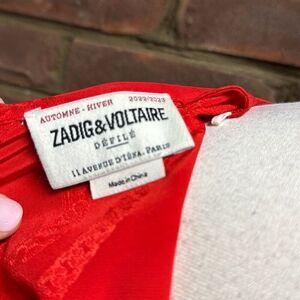 AUTOMNE - HIVER 2022/2023
ZADIG&VOLTAIRE
DÉFILÉ
11 AVENUE D'IÉNA, PARIS
Made in China